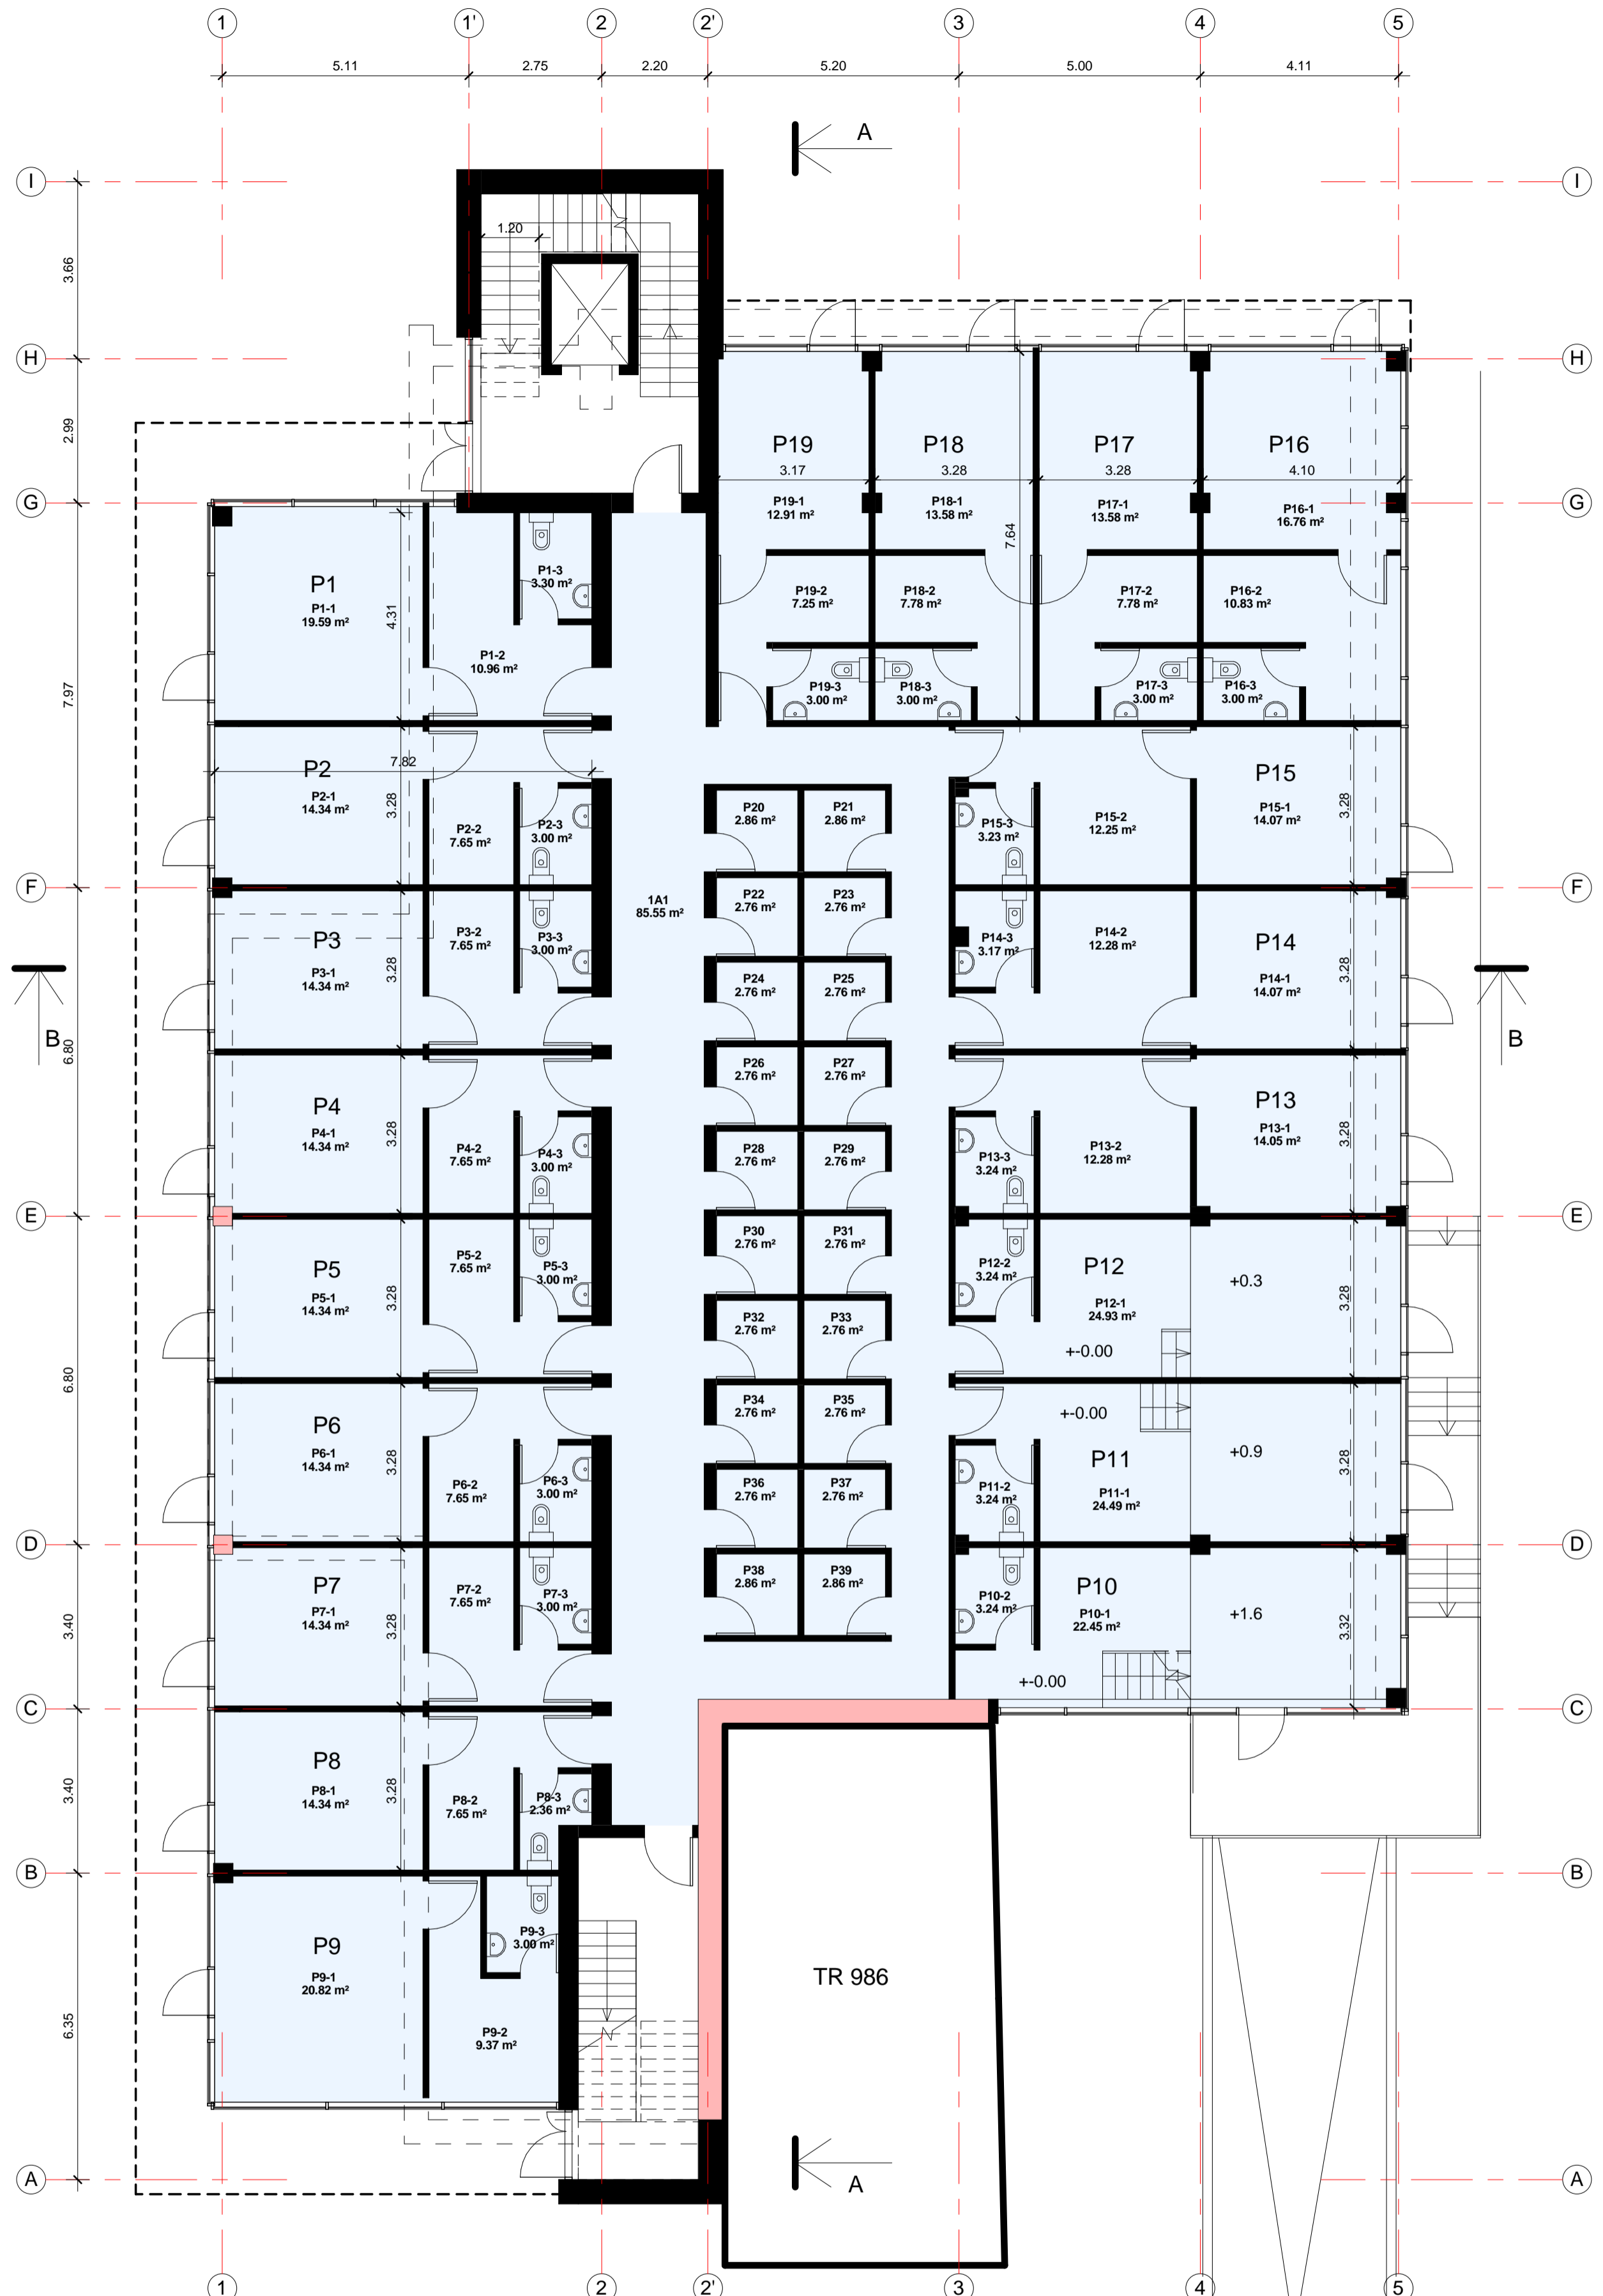 1 1' 2 2' 3 4 5
5.11 2.75 2.20 5.20 5.00 4.11
A
I I
3.66
1.20
H H
2.99
P19 P18 P17 P16
3.17 3.28 3.28 4.10
G G
P19-1
12.91 m²
P18-1
13.58 m²
P17-1
13.58 m²
P16-1
16.76 m²
7.64
P1
P1-1
19.59 m²
4.31
P1-3
3.30 m²
P1-2
10.96 m²
P19-2
7.25 m²
P18-2
7.78 m²
P17-2
7.78 m²
P16-2
10.83 m²
P19-3
3.00 m²
P18-3
3.00 m²
P17-3
3.00 m²
P16-3
3.00 m²
7.97
P2
7.82
P2-1
14.34 m²
3.28
P2-2
7.65 m²
P2-3
3.00 m²
P20
2.86 m²
P21
2.86 m²
P15-3
3.23 m²
P15-2
12.25 m²
P15
P15-1
14.07 m²
3.28
F F
1A1
85.55 m²
P22
2.76 m²
P23
2.76 m²
P3
P3-1
14.34 m²
3.28
P3-2
7.65 m²
P3-3
3.00 m²
P14-3
3.17 m²
P14-2
12.28 m²
P14
P14-1
14.07 m²
3.28
P24
2.76 m²
P25
2.76 m²
B B
6.80
P26
2.76 m²
P27
2.76 m²
P4
P4-1
14.34 m²
3.28
P4-2
7.65 m²
P4-3
3.00 m²
P28
2.76 m²
P29
2.76 m²
P13-3
3.24 m²
P13-2
12.28 m²
P13
P13-1
14.05 m²
3.28
E E
P5
P5-1
14.34 m²
3.28
P5-2
7.65 m²
P5-3
3.00 m²
P30
2.76 m²
P31
2.76 m²
P12-2
3.24 m²
P12
P12-1
24.93 m²
+0.3
3.28
+-0.00
P32
2.76 m²
P33
2.76 m²
6.80
P6
P6-1
14.34 m²
3.28
P6-2
7.65 m²
P6-3
3.00 m²
P34
2.76 m²
P35
2.76 m²
+-0.00
P11
P11-1
24.49 m²
P11-2
3.24 m²
+0.9
3.28
P36
2.76 m²
P37
2.76 m²
D D
P7
P7-1
14.34 m²
3.28
P7-2
7.65 m²
P7-3
3.00 m²
P38
2.86 m²
P39
2.86 m²
P10-2
3.24 m²
P10
P10-1
22.45 m²
+1.6
3.32
+-0.00
3.40
C C
P8
P8-1
14.34 m²
3.28
P8-2
7.65 m²
P8-3
2.36 m²
3.40
B B
P9
P9-1
20.82 m²
P9-3
3.00 m²
P9-2
9.37 m²
TR 986
6.35
A A
A
1 2 2' 3 4 5